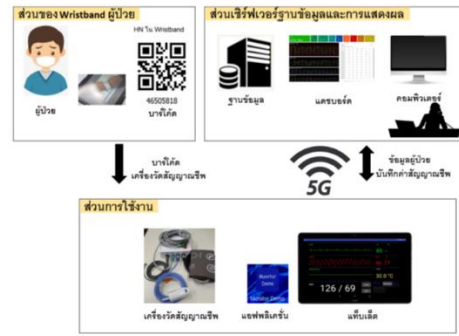 ส่วนของ Wristband ผู้ป่วย
HN ใน Wristband
46505818
ผู้ป่วย
บาร์โค้ด
ส่วนเซิร์ฟเวอร์ฐานข้อมูลและการแสดงผล
ฐานข้อมูล
แดชบอร์ด
คอมพิวเตอร์
บาร์โค้ด
เครื่องวัดสัญญาณชีพ
5G
ข้อมูลผู้ป่วย
บันทึกค่าสัญญาณชีพ
ส่วนการใช้งาน
Monitor
Demo
Monitor Demo
126 / 69
เครื่องวัดสัญญาณชีพ
แอฟพลิเคชั่น
แท็บเล็ต